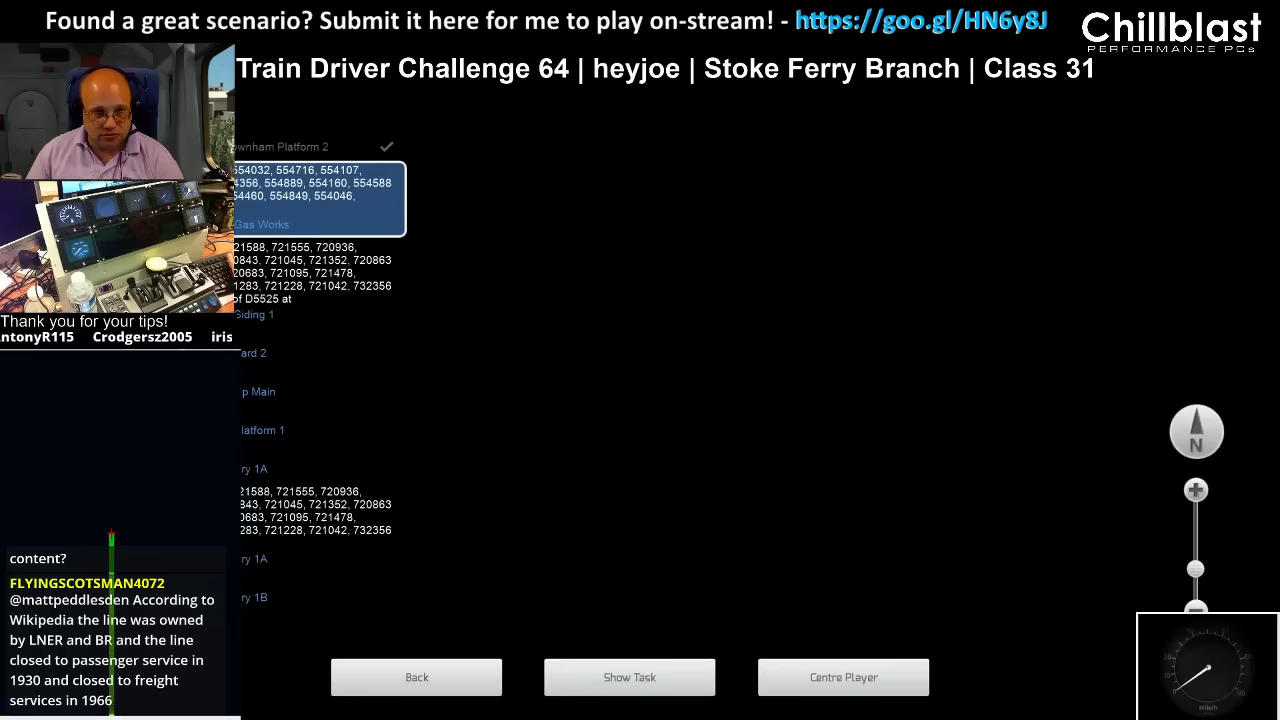 Found a great scenario? Submit it here for me to play on-stream! - https://goo.gl/HN6y8J
Chillblast
PERFORMANCE PCs
Train Driver Challenge 64 | heyjoe | Stoke Ferry Branch | Class 31
ownham Platform 2
554032, 554716, 554107,
4356, 554889, 554160, 554588
54460, 554849, 554046,
Gas Works
21588, 721555, 720936,
0843, 721045, 721352, 720863
20683, 721095, 721478,
1283, 721228, 721042, 732356
of D5525 at
Siding 1
ard 2
p Main
latform 1
ry 1A
21588, 721555, 720936,
843, 721045, 721352, 720863
0683, 721095, 721478,
283, 721228, 721042, 732356
ry 1A
ry 1B
Thank you for your tips!
AntonyR115 Crodgersz2005 iris
content?
FLYINGSCOTSMAN4072
@mattpeddlesden According to
Wikipedia the line was owned
by LNER and BR and the line
closed to passenger service in
1930 and closed to freight
services in 1966
N
Back
Show Task
Centre Player
mile/h